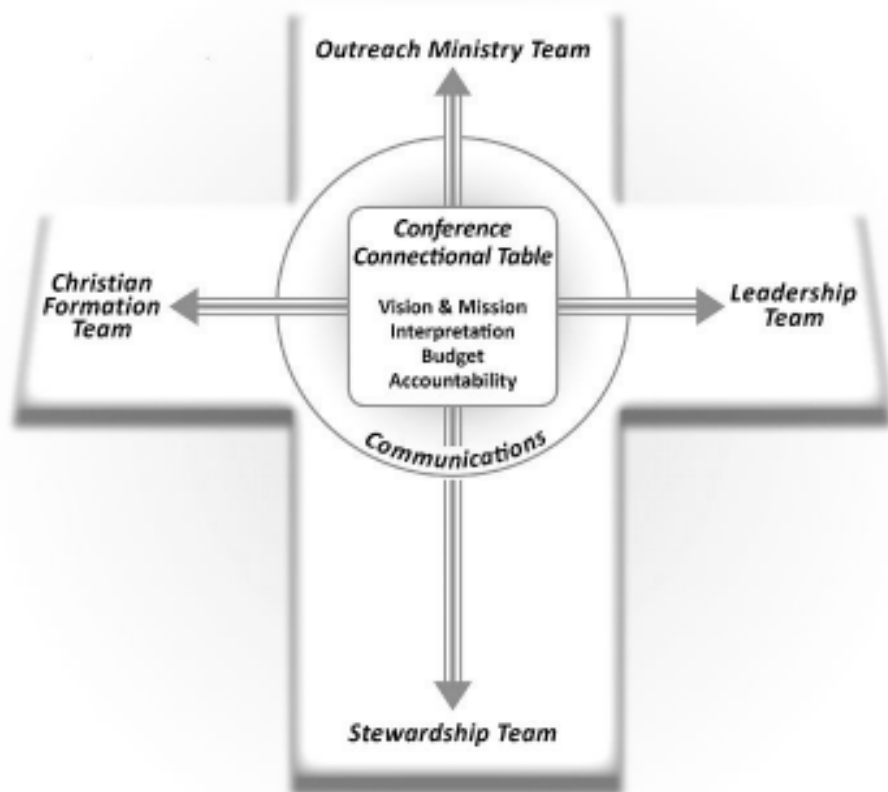 Outreach Ministry Team
Conference
Connectional Table
Vision & Mission
Interpretation
Budget
Accountability
Christian
Formation
Team
Leadership
Team
Communications
Stewardship Team